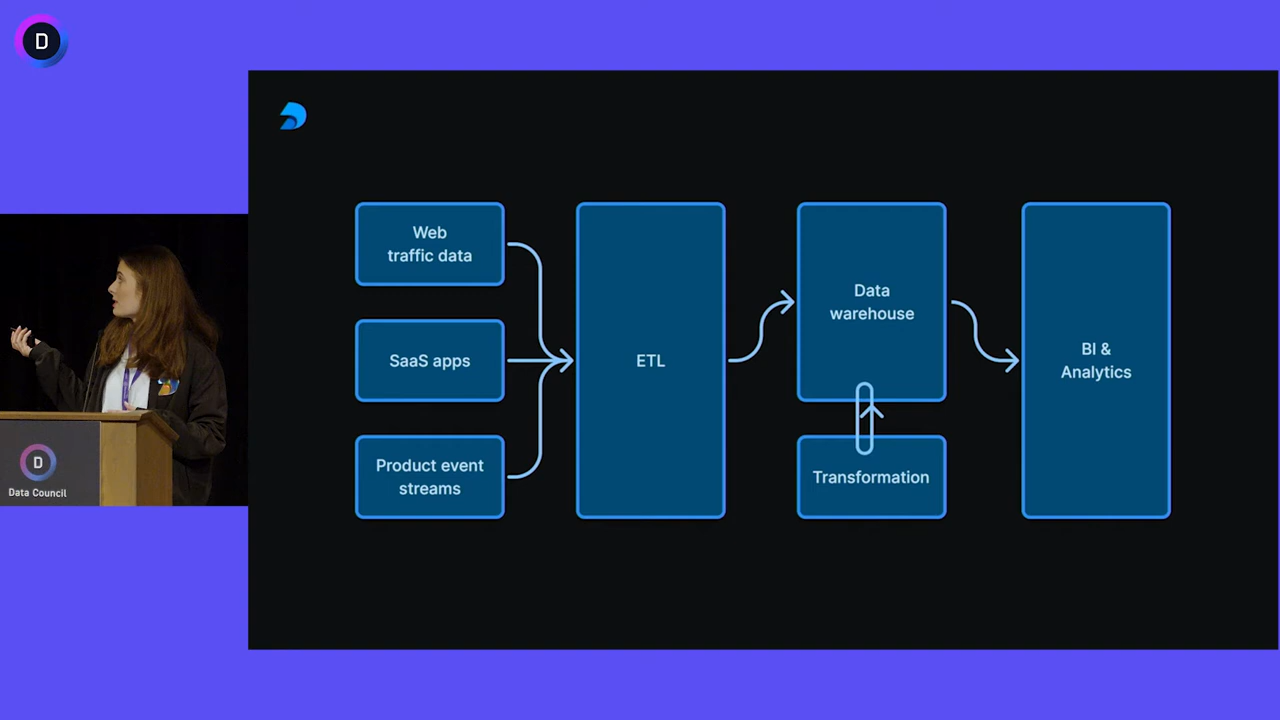 D
Web
traffic data
SaaS apps
Product event
streams
ETL
Data
warehouse
Transformation
BI &
Analytics
D
Data Council